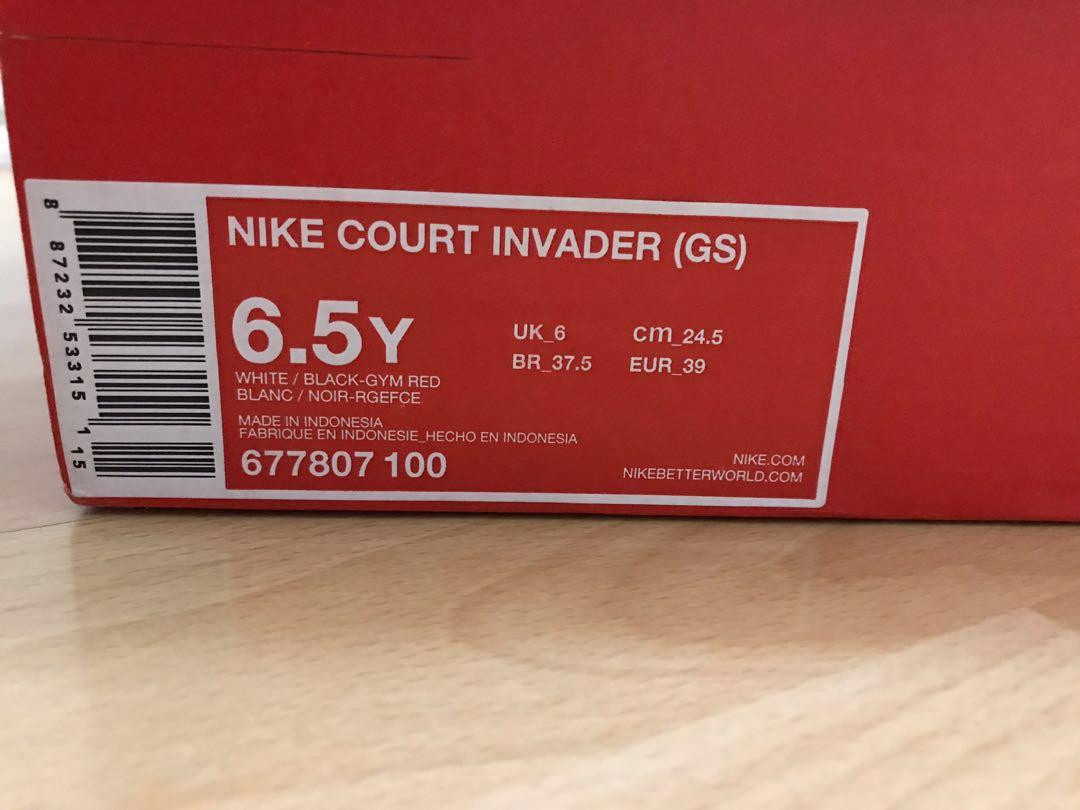 8 87232 53315 1 15
NIKE COURT INVADER (GS)
6.5Y
UK_6 cm_24.5
BR_37.5 EUR_39
WHITE / BLACK-GYM RED
BLANC / NOIR-RGEFCE
MADE IN INDONESIA
FABRIQUE EN INDONESIE_HECHO EN INDONESIA
677807 100
NIKE.COM
NIKEBETTERWORLD.COM